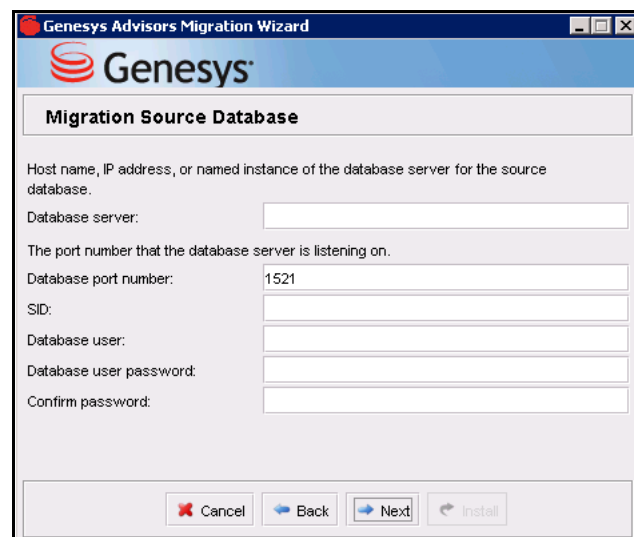 Genesys Advisors Migration Wizard
Genesys
Migration Source Database
Host name, IP address, or named instance of the database server for the source
database.
Database server:
The port number that the database server is listening on.
Database port number: 1521
SID:
Database user:
Database user password:
Confirm password:
Cancel Back Next Install